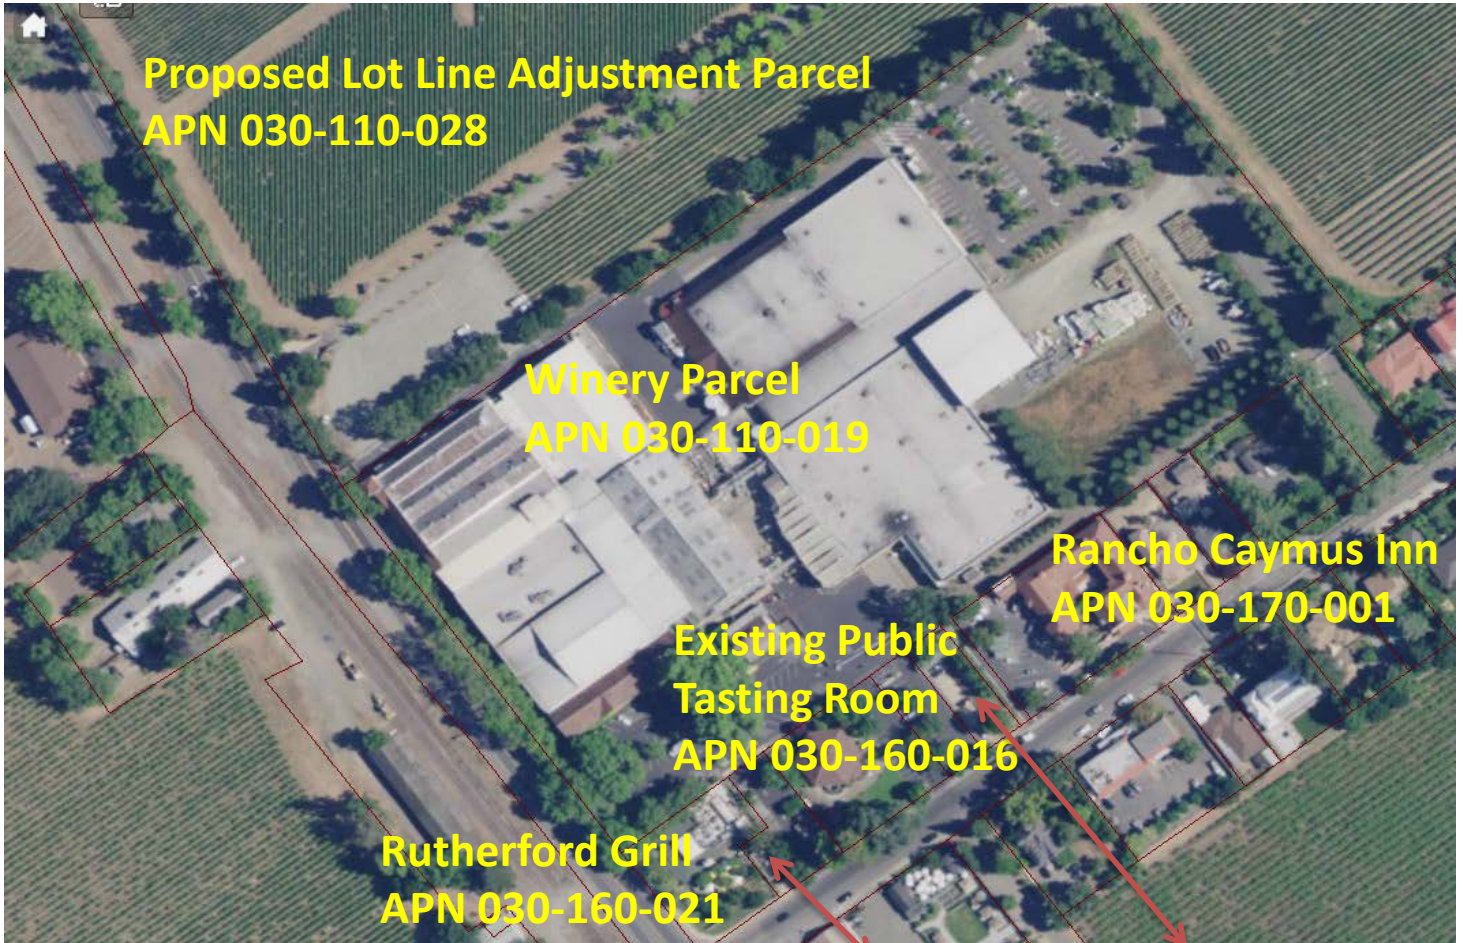 Proposed Lot Line Adjustment Parcel
APN 030-110-028
Winery Parcel
APN 030-110-019
Rancho Caymus Inn
APN 030-170-001
Existing Public
Tasting Room
APN 030-160-016
Rutherford Grill
APN 030-160-021